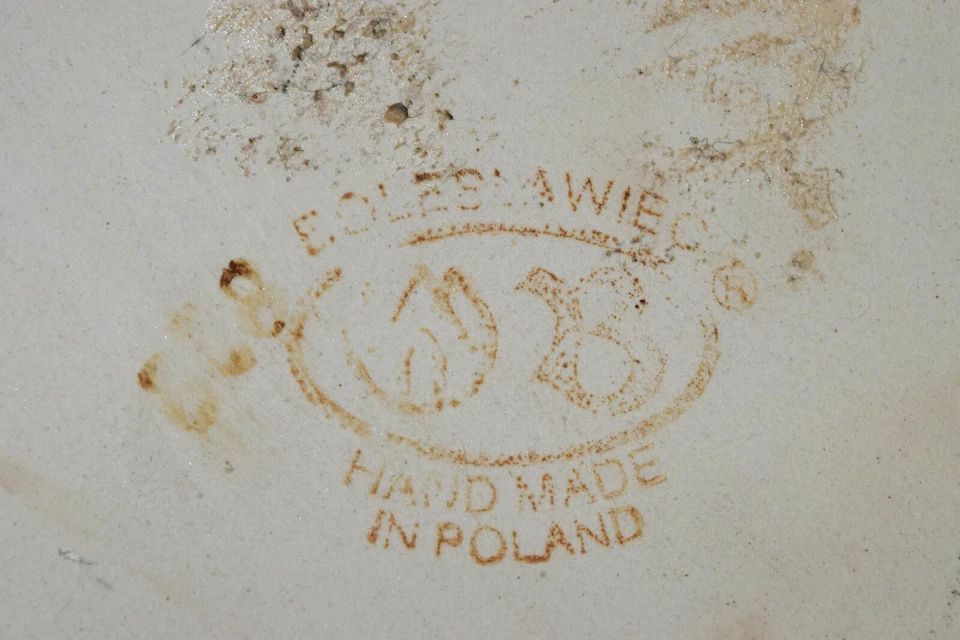 BOLESŁAWIEC
®
B
HAND MADE
IN POLAND